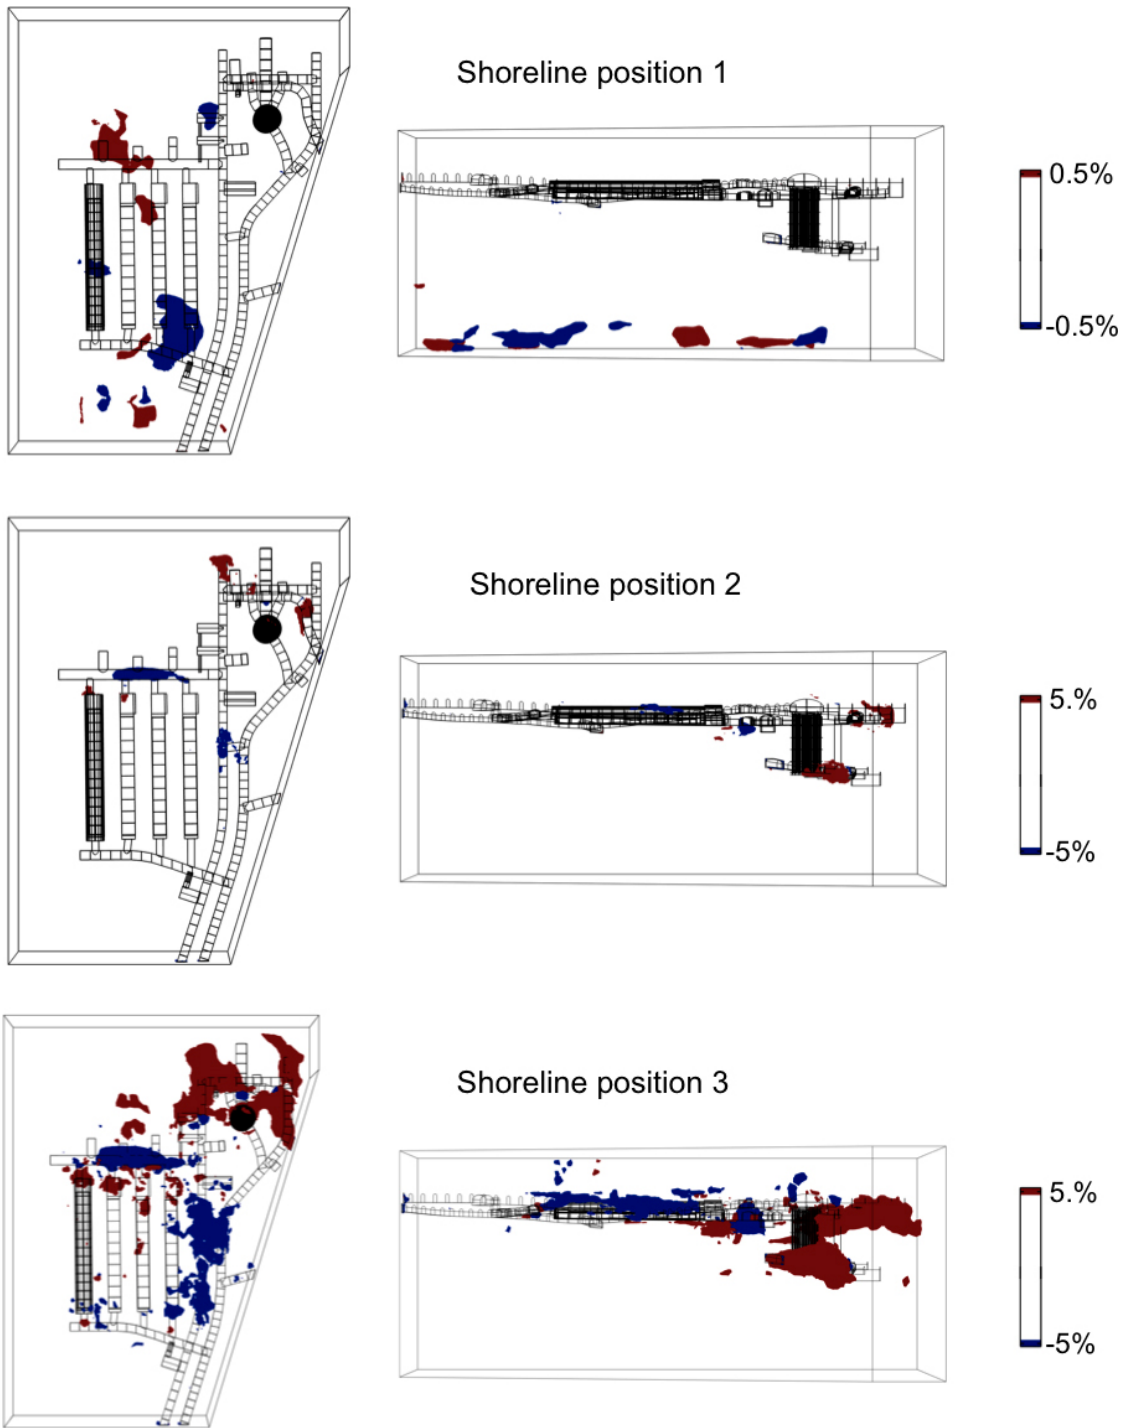 Shoreline position 1
0.5%
-0.5%
Shoreline position 2
5.%
-5%
Shoreline position 3
5.%
-5%